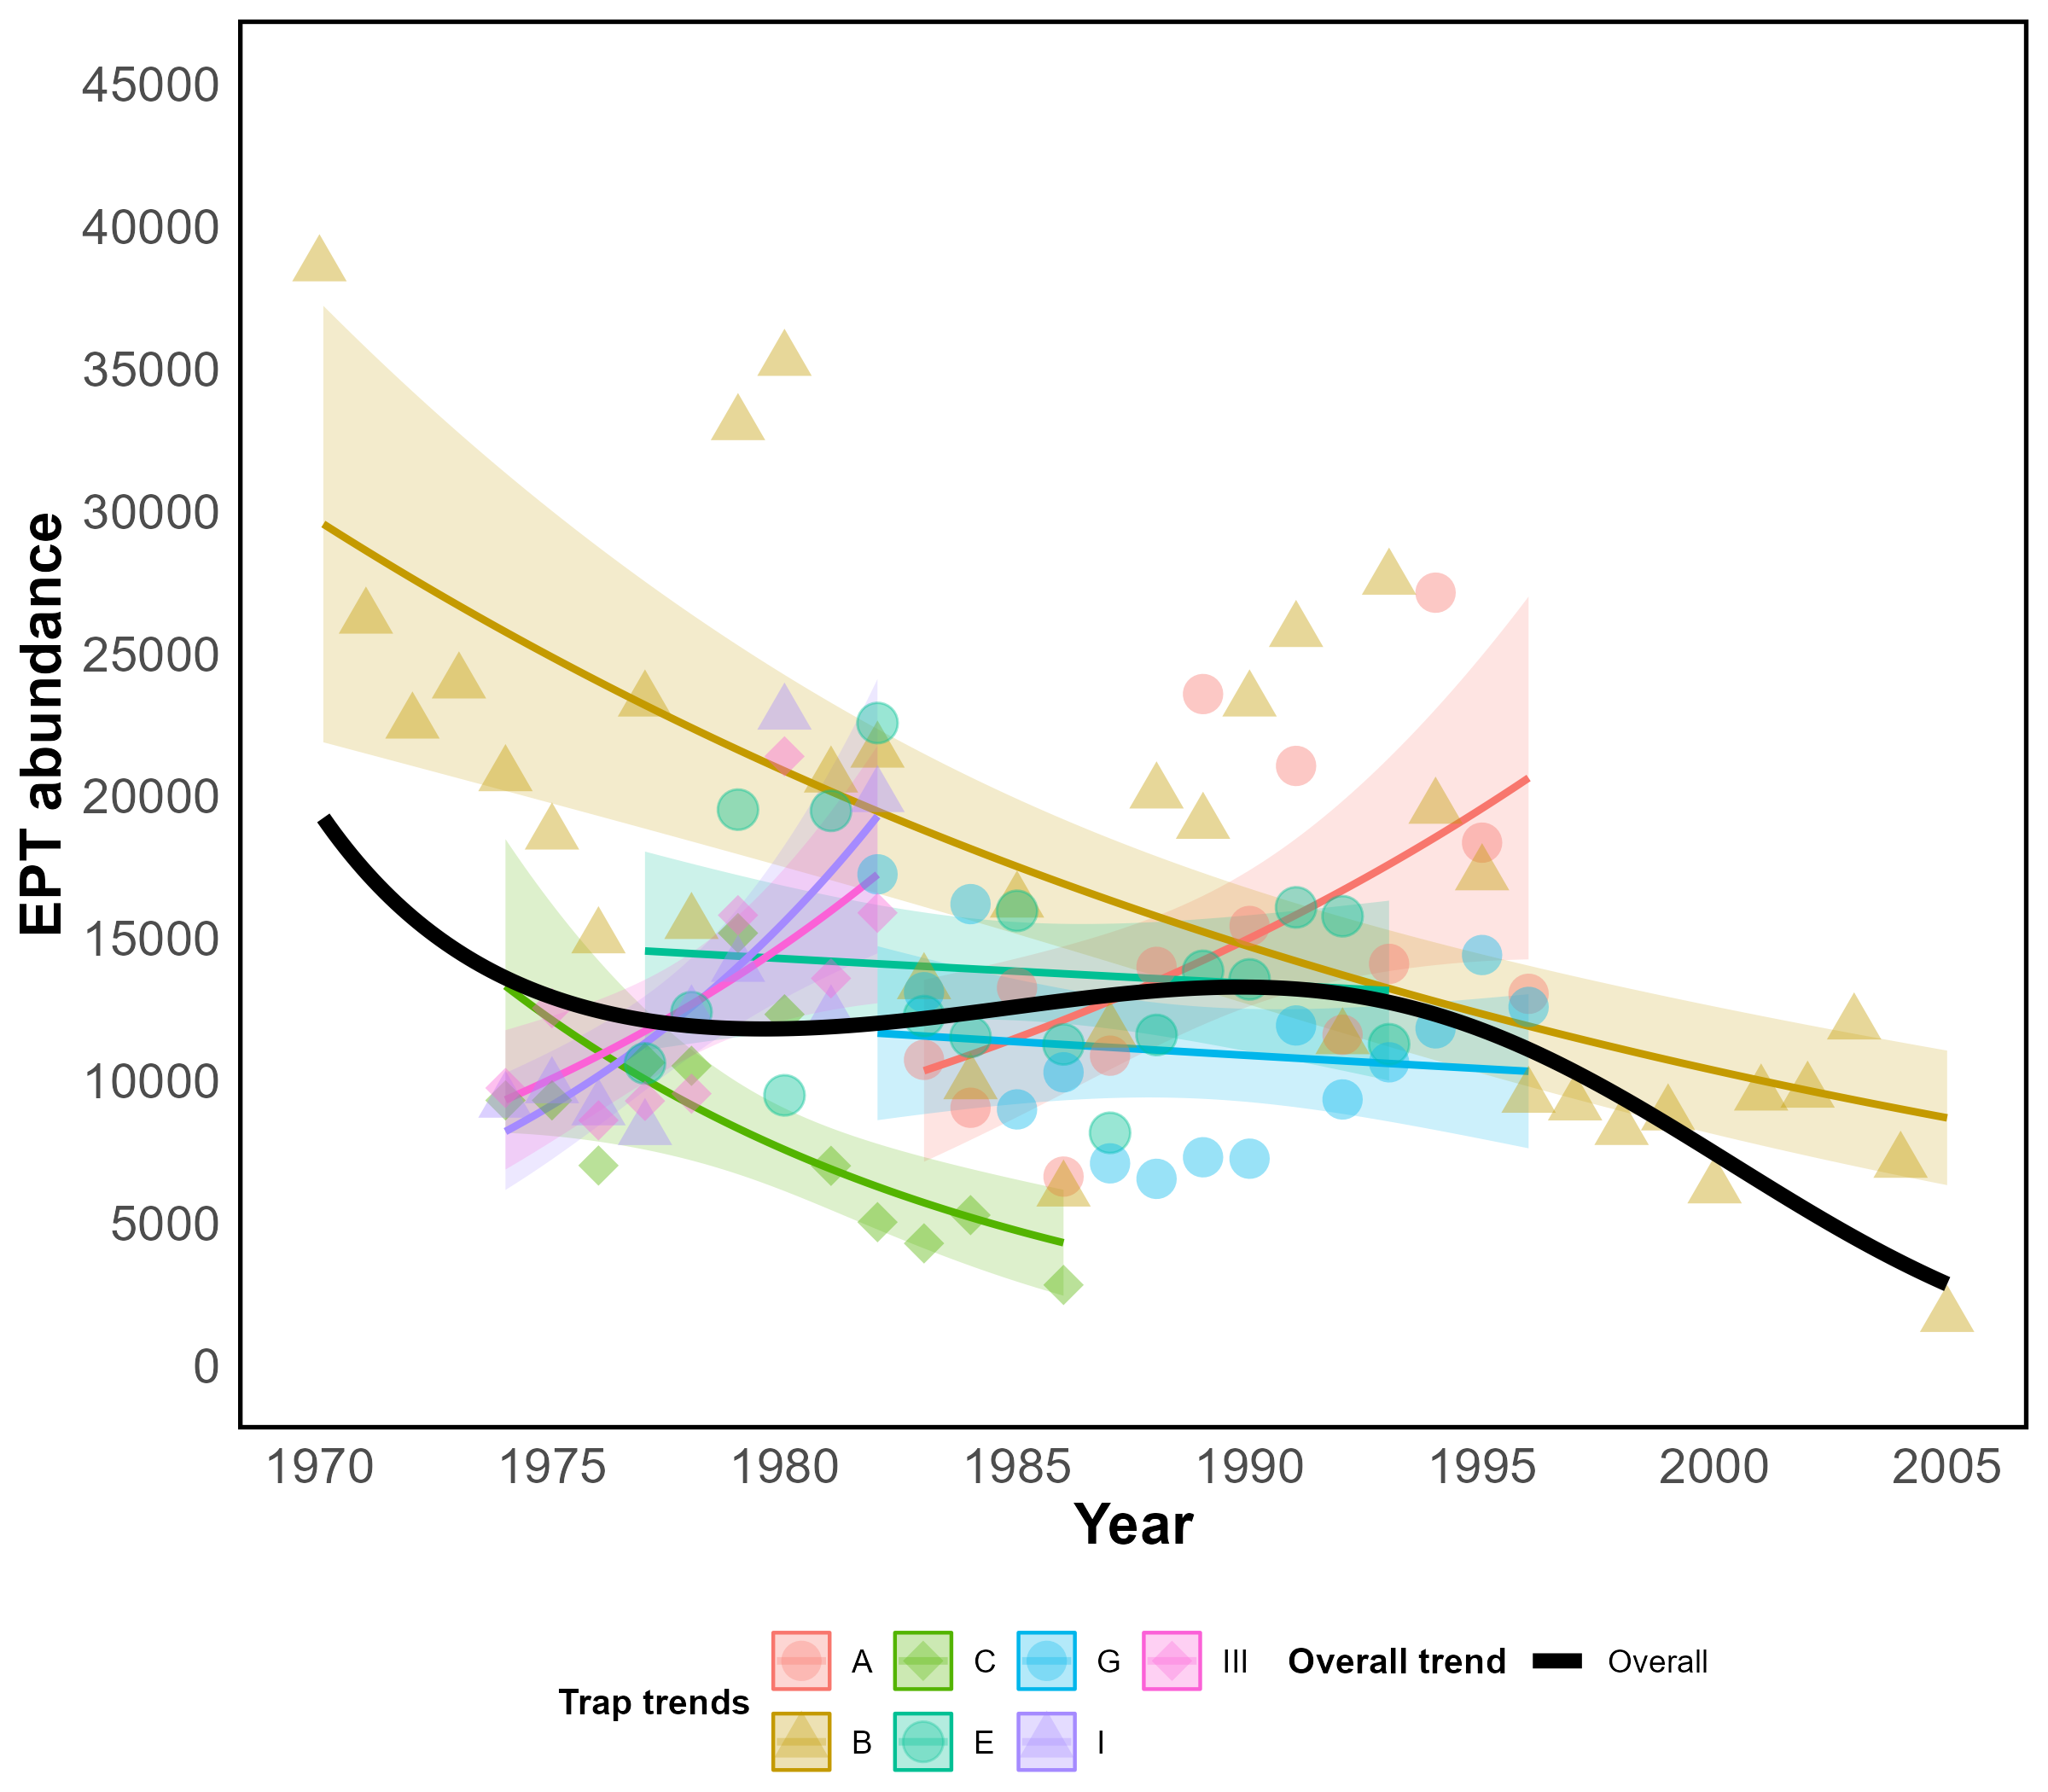 45000
40000
35000
30000
25000
20000
15000
10000
5000
0
EPT abundance
1970 1975 1980 1985 1990 1995 2000 2005
Year
Trap trends
A C G III
B E I
Overall trend Overall